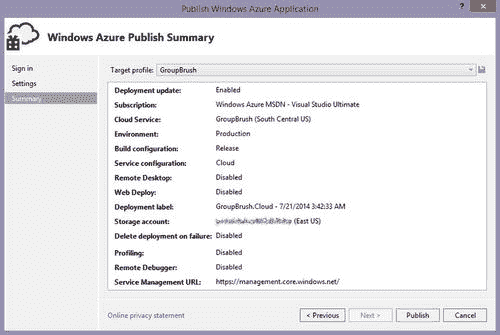 Publish Windows Azure Application
?
Windows Azure Publish Summary
Sign in
Settings
Summary
Target profile: GroupBrush
Deployment update: Enabled
Subscription: Windows Azure MSDN - Visual Studio Ultimate
Cloud Service: GroupBrush (South Central US)
Environment: Production
Build configuration: Release
Service configuration: Cloud
Remote Desktop: Disabled
Web Deploy: Disabled
Deployment label: GroupBrush.Cloud - 7/21/2014 3:42:33 AM
Storage account: (East US)
Delete deployment on failure: Disabled
Profiling: Disabled
Remote Debugger: Disabled
Service Management URL: https://management.core.windows.net/
Online privacy statement
< Previous
Next >
Publish
Cancel